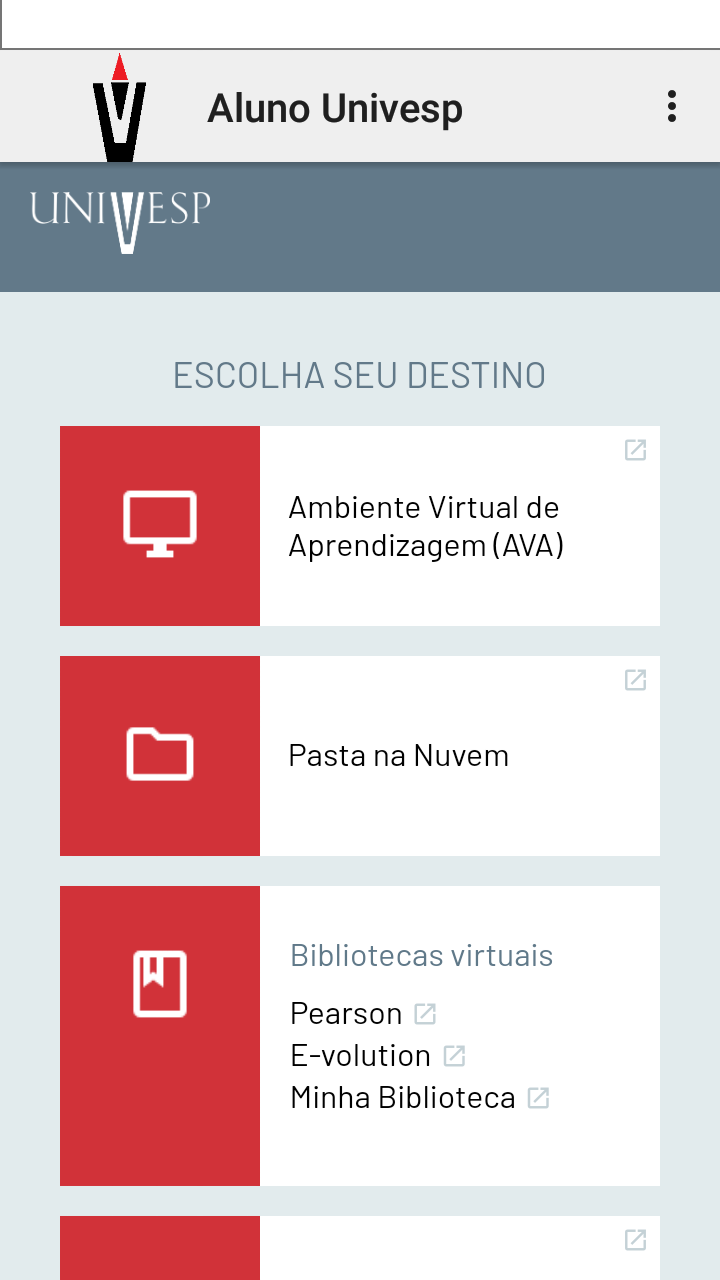 Aluno Univesp
UNIVESP
ESCOLHA SEU DESTINO
Ambiente Virtual de
Aprendizagem (AVA)
Pasta na Nuvem
Bibliotecas virtuais
Pearson
E-volution
Minha Biblioteca